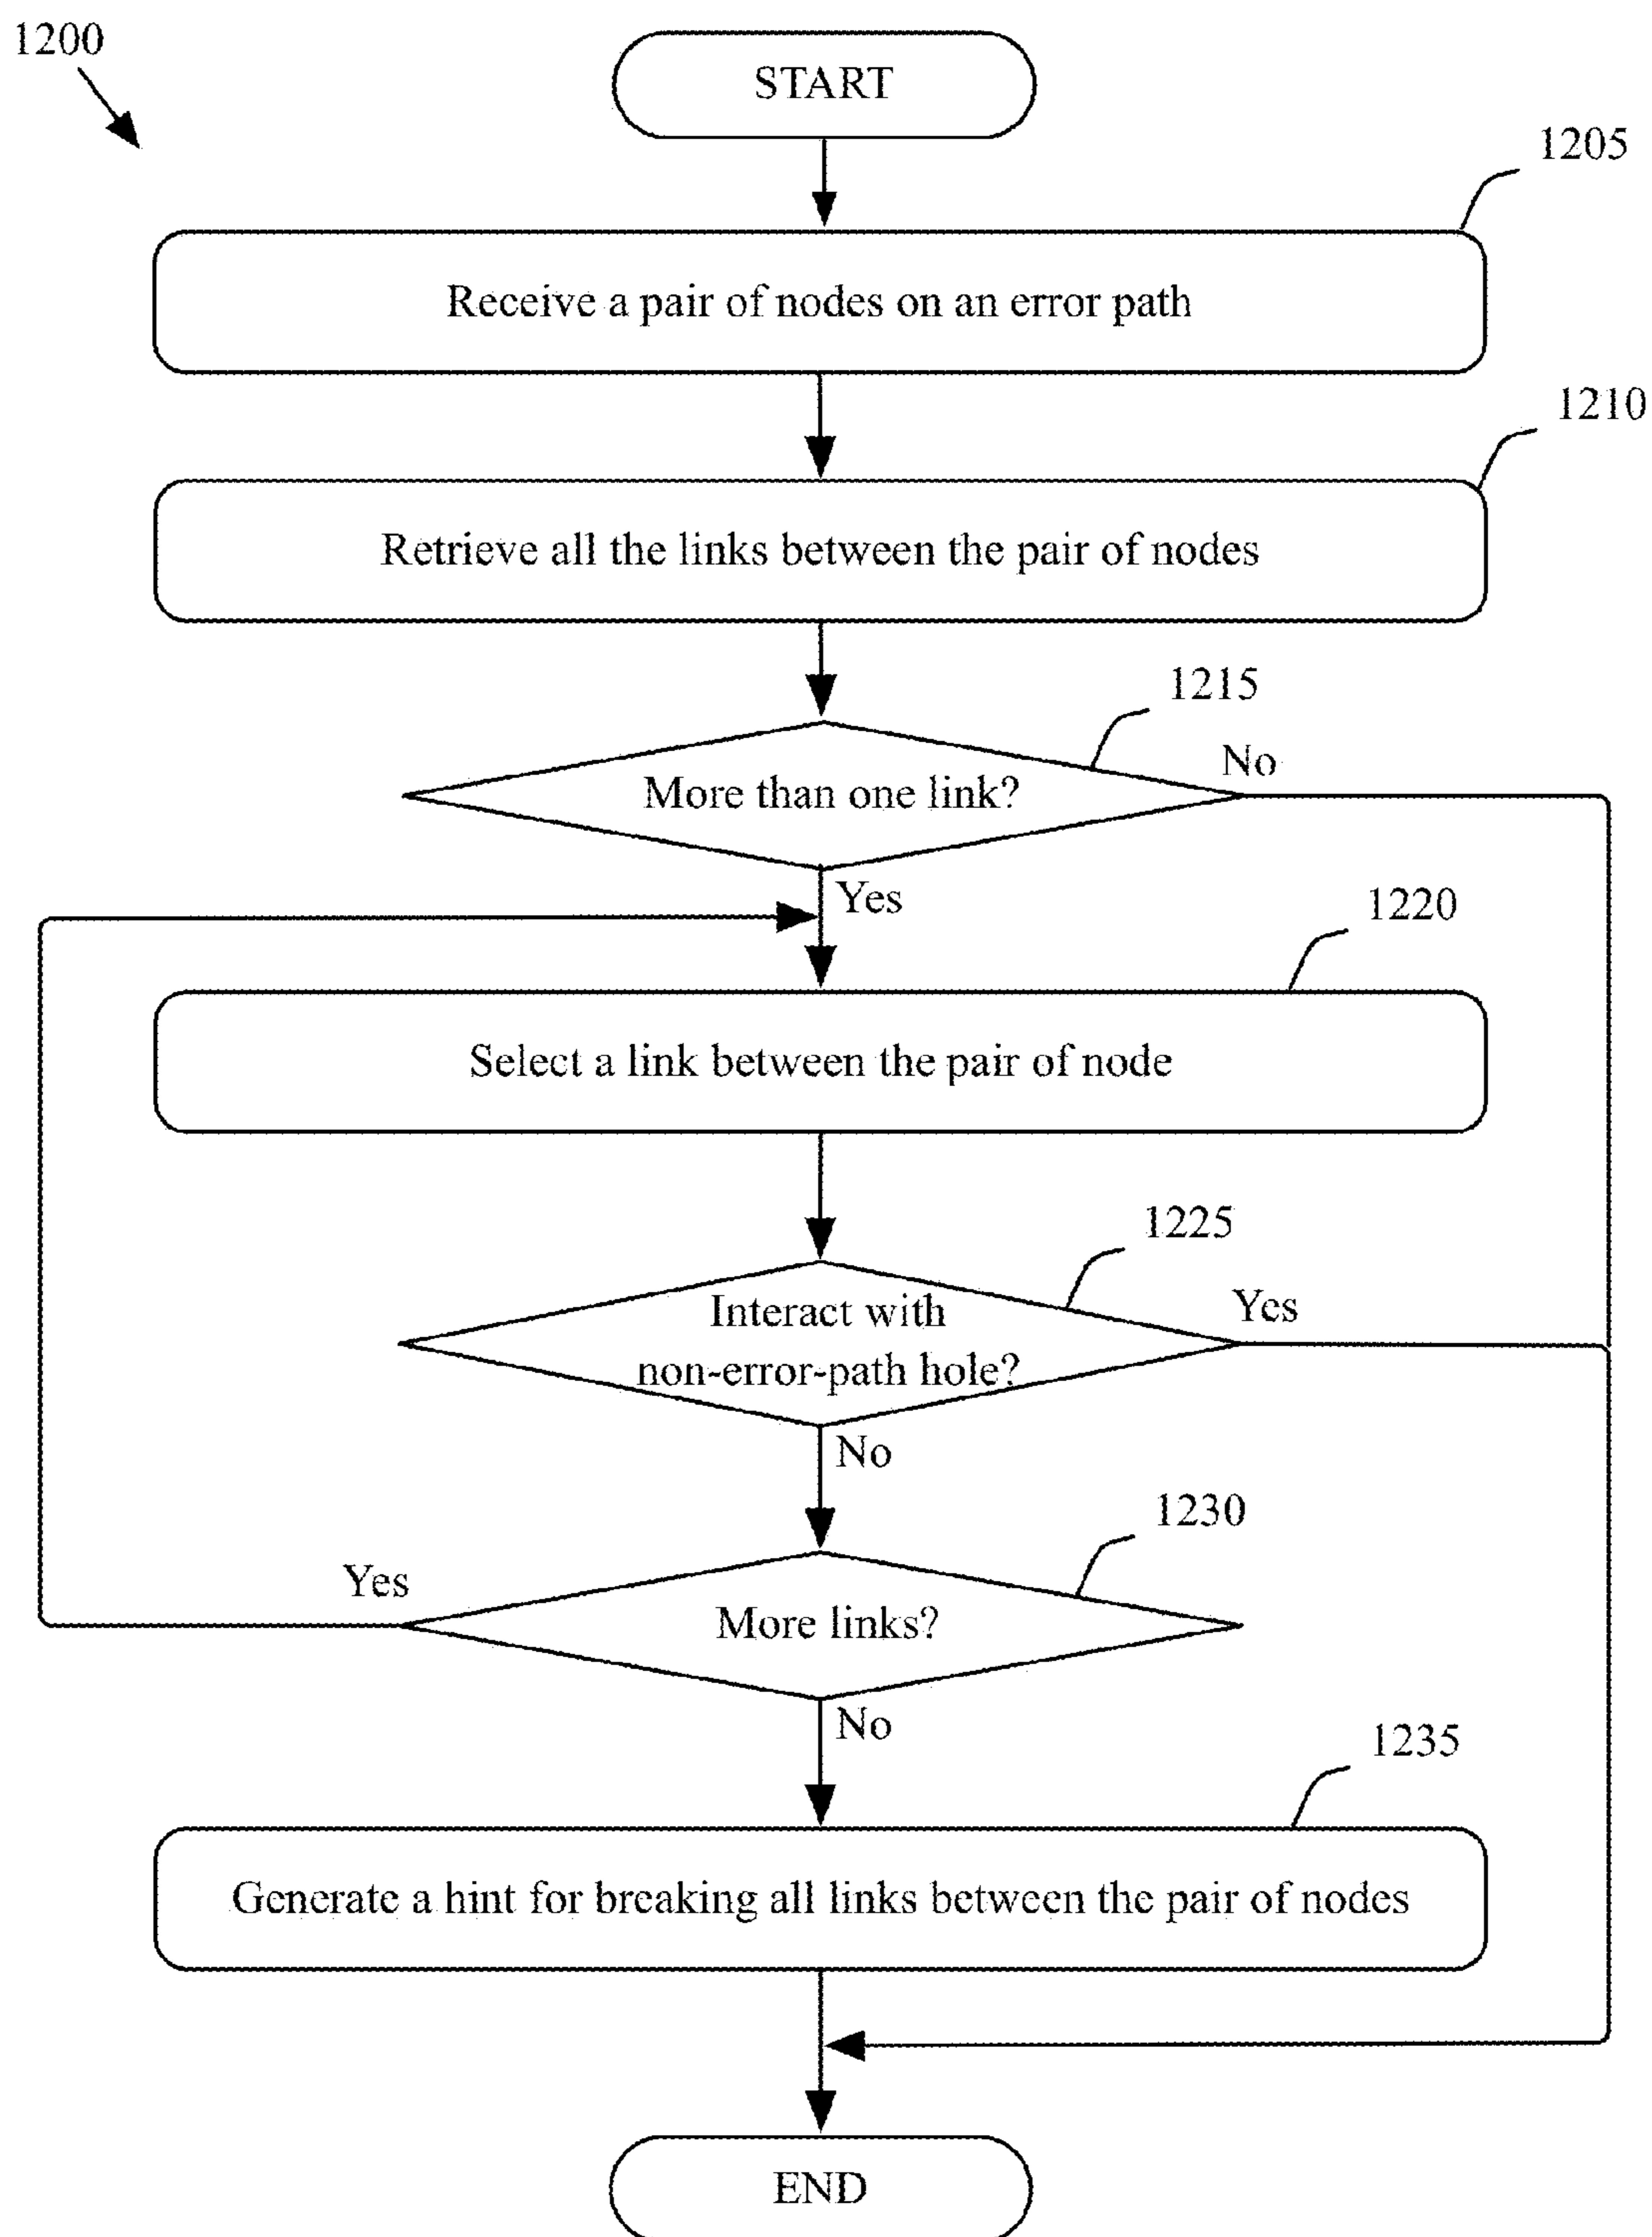 1200
START
1205
Receive a pair of nodes on an error path
1210
Retrieve all the links between the pair of nodes
1215
More than one link?
No
Yes
1220
Select a link between the pair of node
1225
Interact with
non-error-path hole?
Yes
No
1230
More links?
Yes
No
1235
Generate a hint for breaking all links between the pair of nodes
END